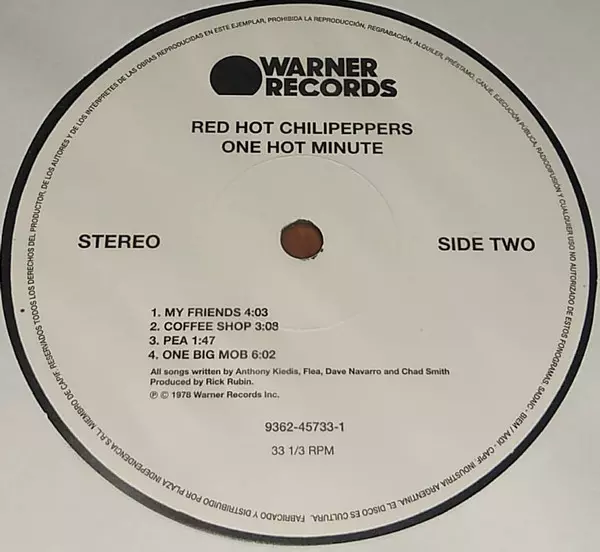 WARNER
RECORDS
RED HOT CHILIPEPPERS
ONE HOT MINUTE
STEREO
SIDE TWO
1. MY FRIENDS 4:03
2. COFFEE SHOP 3:08
3. PEA 1:47
4. ONE BIG MOB 6:02
All songs written by Anthony Kiedis, Flea, Dave Navarro and Chad Smith
Produced by Rick Rubin.
℗ © 1978 Warner Records Inc.
9362-45733-1
33 1/3 RPM
RESERVADOS TODOS LOS DERECHOS DEL PRODUCTOR, DE LOS AUTORES Y DE LOS INTERPRETES DE LAS OBRAS REPRODUCIDAS EN ESTE EJEMPLAR, PROHIBIDA LA REPRODUCCIÓN, REGRABACIÓN, ALQUILER, PRÉSTAMO, CANJE, EJECUCIÓN PÚBLICA, RADIODIFUSIÓN Y CUALQUIER USO NO AUTORIZADO DE ESTOS FONOGRAMAS. SADAIC - BIEM / AADI - CAPIF. INDUSTRIA ARGENTINA. EL DISCO ES CULTURA. FABRICADO Y DISTRIBUIDO POR PLAZA INDEPENDENCIA S.R.L. MIEMBRO DE CAPIF.